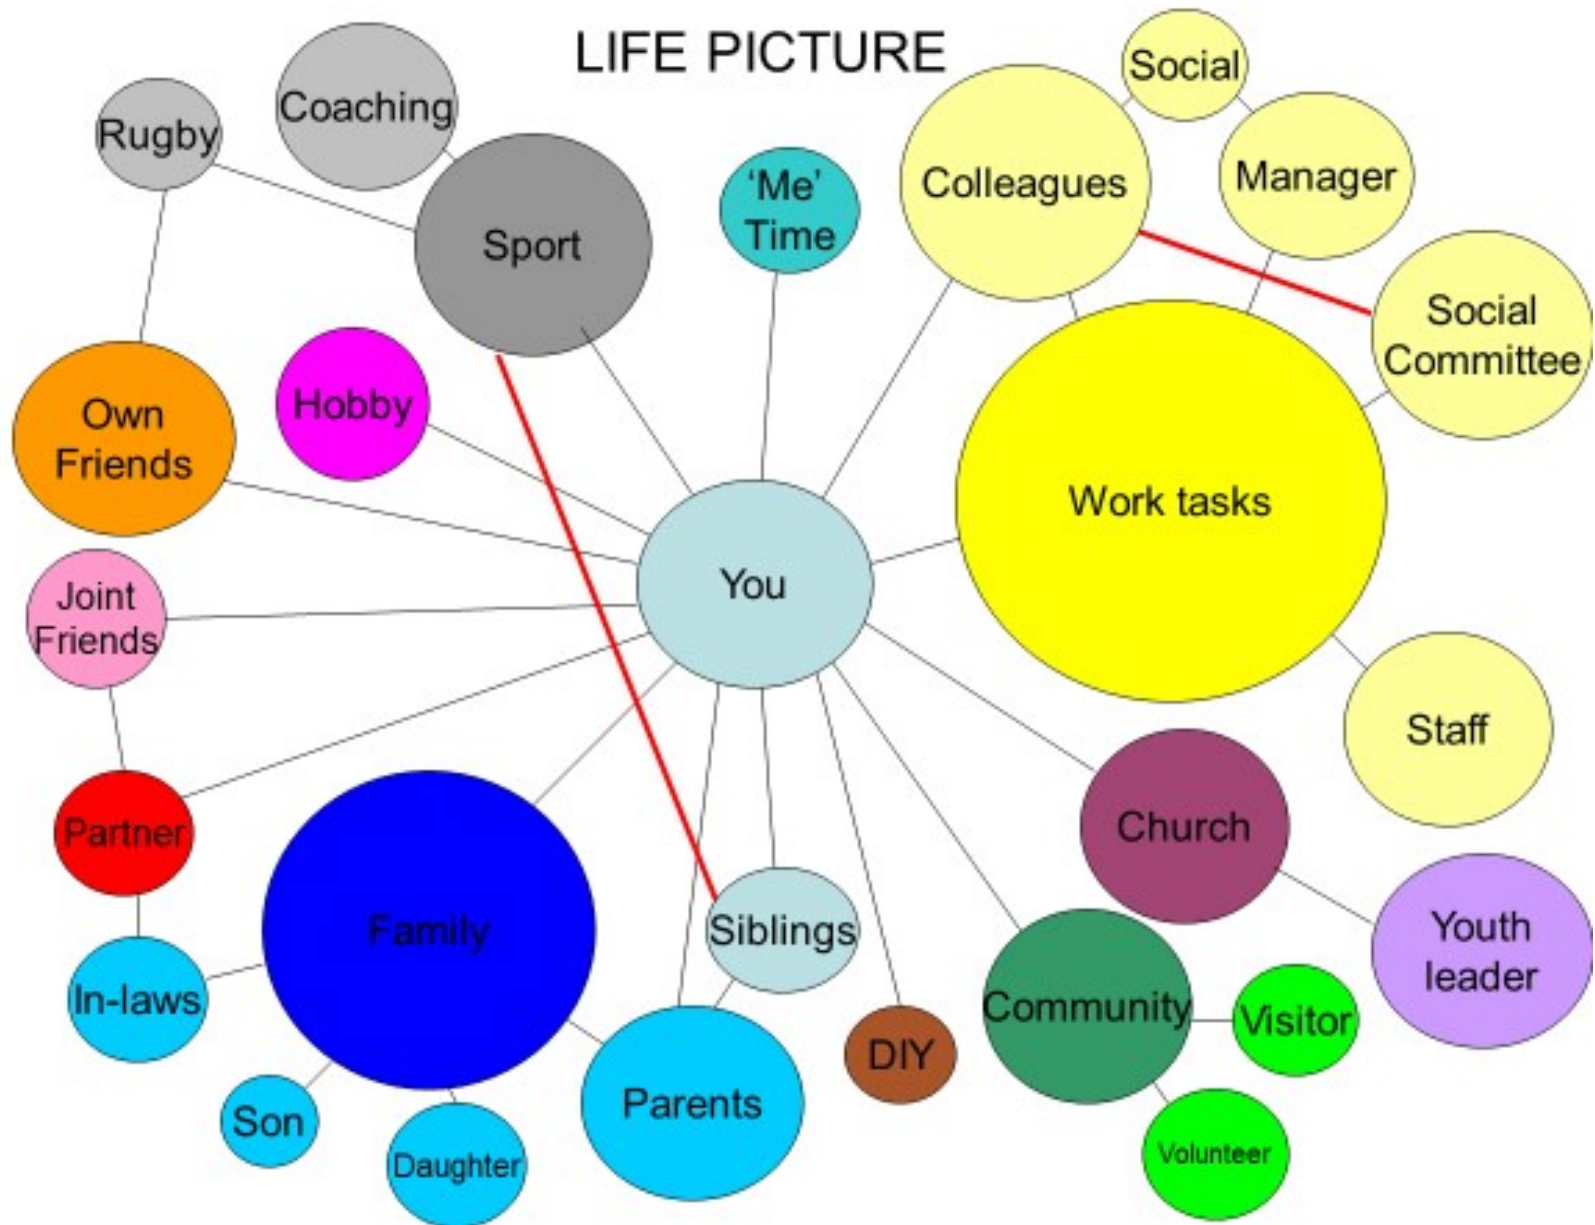 LIFE PICTURE
Social
Coaching
Rugby
Colleagues
Manager
'Me'
Time
Sport
Social
Committee
Own
Friends
Hobby
Work tasks
You
Joint
Friends
Staff
Partner
Church
Family
Siblings
Youth
leader
In-laws
Community
Visitor
DIY
Son
Parents
Daughter
Volunteer